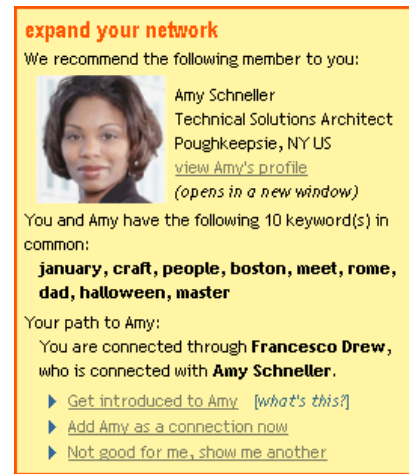 expand your network
We recommend the following member to you:
Amy Schneller
Technical Solutions Architect
Poughkeepsie, NY US
view Amy's profile
(opens in a new window)
You and Amy have the following 10 keyword(s) in
common:
january, craft, people, boston, meet, rome,
dad, halloween, master
Your path to Amy:
You are connected through Francesco Drew,
who is connected with Amy Schneller.
Get introduced to Amy [what's this?]
Add Amy as a connection now
Not good for me, show me another